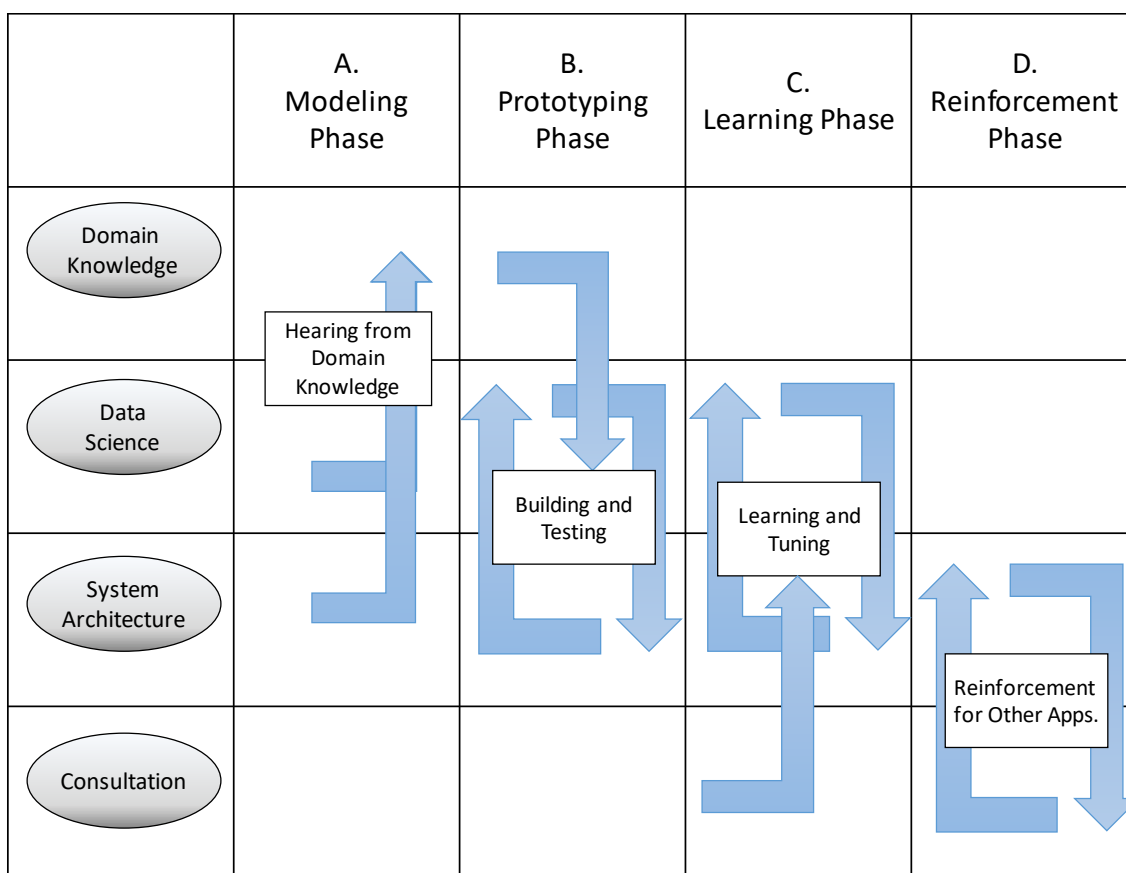 A.
Modeling
Phase
B.
Prototyping
Phase
C.
Learning Phase
D.
Reinforcement
Phase
Domain
Knowledge
Hearing from
Domain
Knowledge
Data
Science
Building and
Testing
Learning and
Tuning
System
Architecture
Reinforcement
for Other Apps.
Consultation